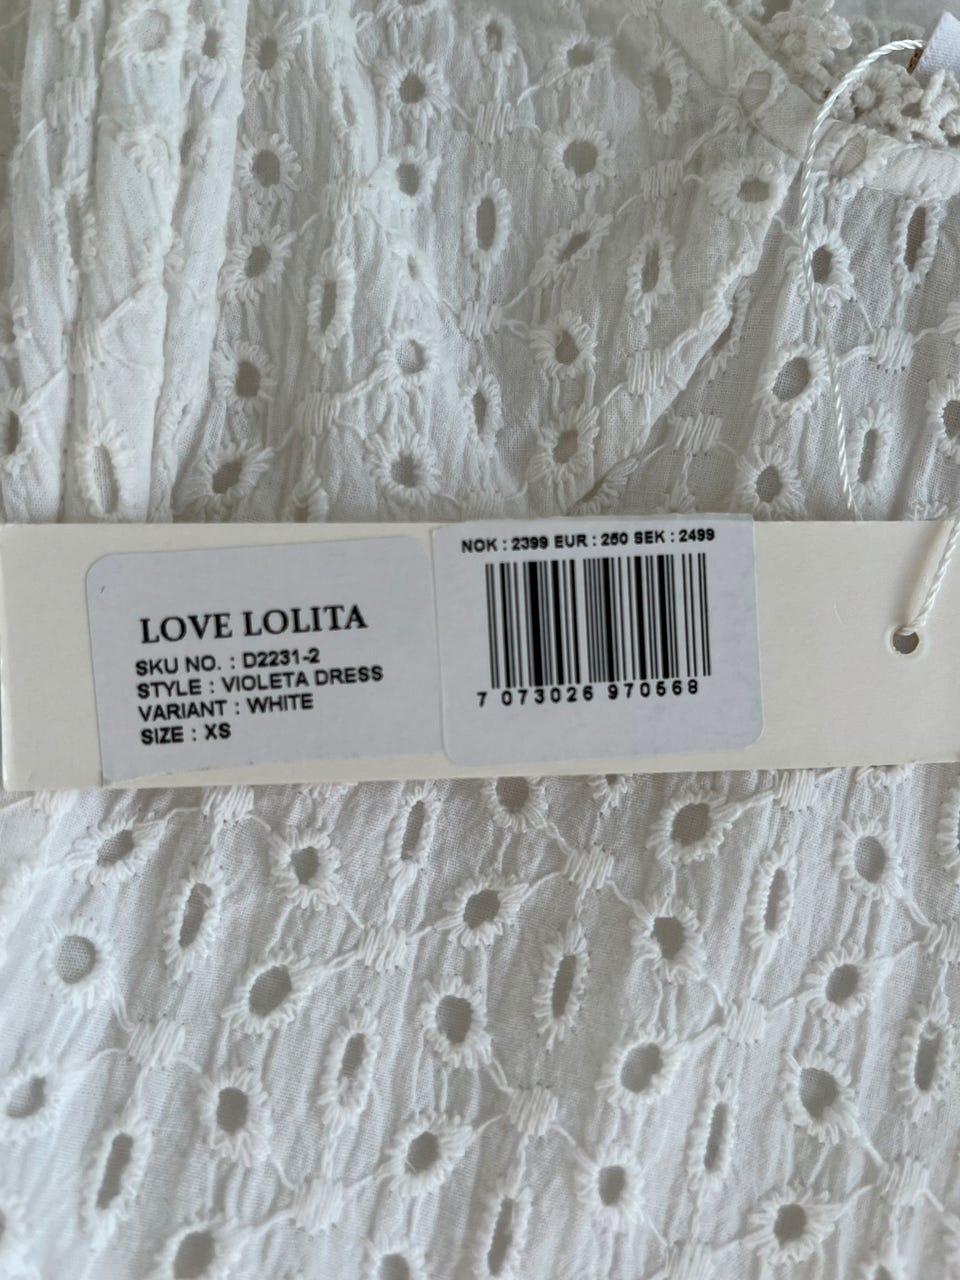 LOVE LOLITA
SKU NO. : D2231-2
STYLE : VIOLETA DRESS
VARIANT : WHITE
SIZE : XS
NOK : 2399 EUR : 250 SEK : 2499
7 073026 970568